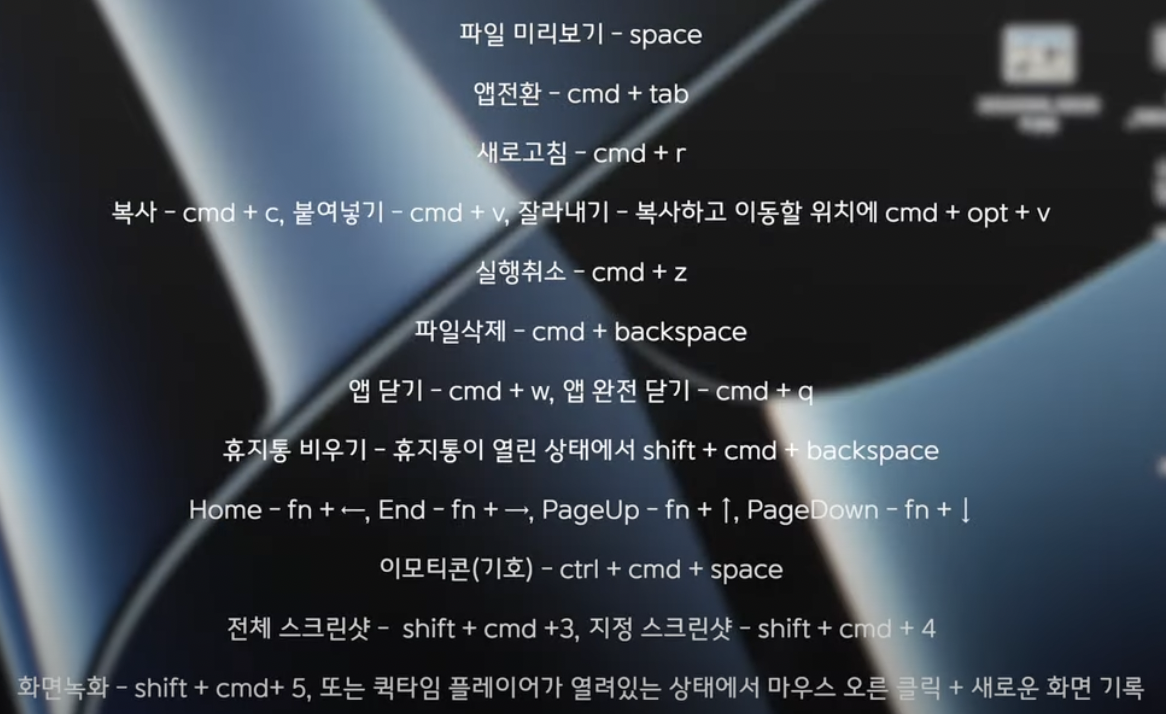 파일 미리보기 - space
앱전환 - cmd + tab
새로고침 - cmd + r
복사 - cmd + c, 붙여넣기 - cmd + v, 잘라내기 - 복사하고 이동할 위치에 cmd + opt + v
실행취소 - cmd + z
파일삭제 - cmd + backspace
앱 닫기 - cmd + w, 앱 완전 닫기 - cmd + q
휴지통 비우기 - 휴지통이 열린 상태에서 shift + cmd + backspace
Home - fn + ←, End - fn + →, PageUp - fn + ↑, PageDown - fn + ↓
이모티콘(기호) - ctrl + cmd + space
전체 스크린샷 - shift + cmd +3, 지정 스크린샷 - shift + cmd + 4
화면녹화 - shift + cmd+ 5, 또는 퀵타임 플레이어가 열려있는 상태에서 마우스 오른 클릭 + 새로운 화면 기록